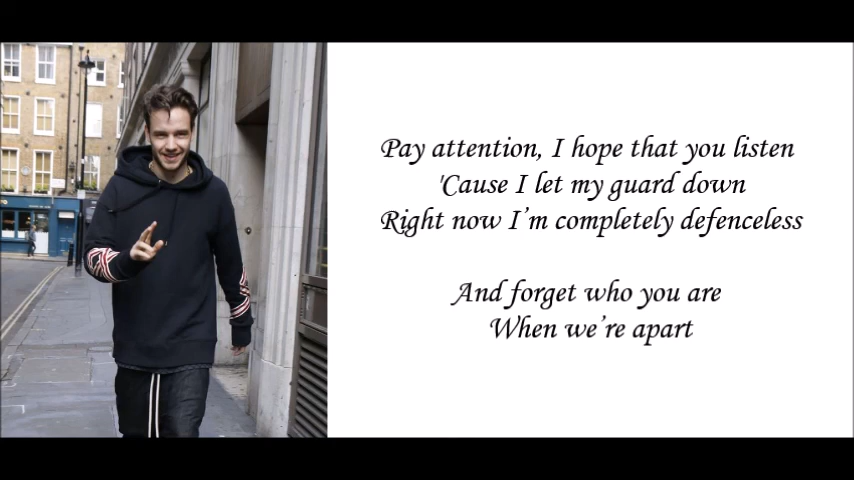 Pay attention, I hope that you listen
'Cause I let my guard down
Right now I'm completely defenceless
And forget who you are
When we're apart